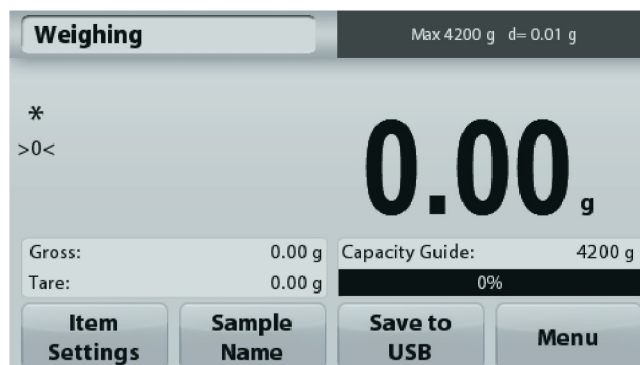 Weighing
Max 4200 g d= 0.01 g
*
>0<
0.00 g
Gross: 0.00 g
Tare: 0.00 g
Capacity Guide: 4200 g
0%
Item
Settings
Sample
Name
Save to
USB
Menu